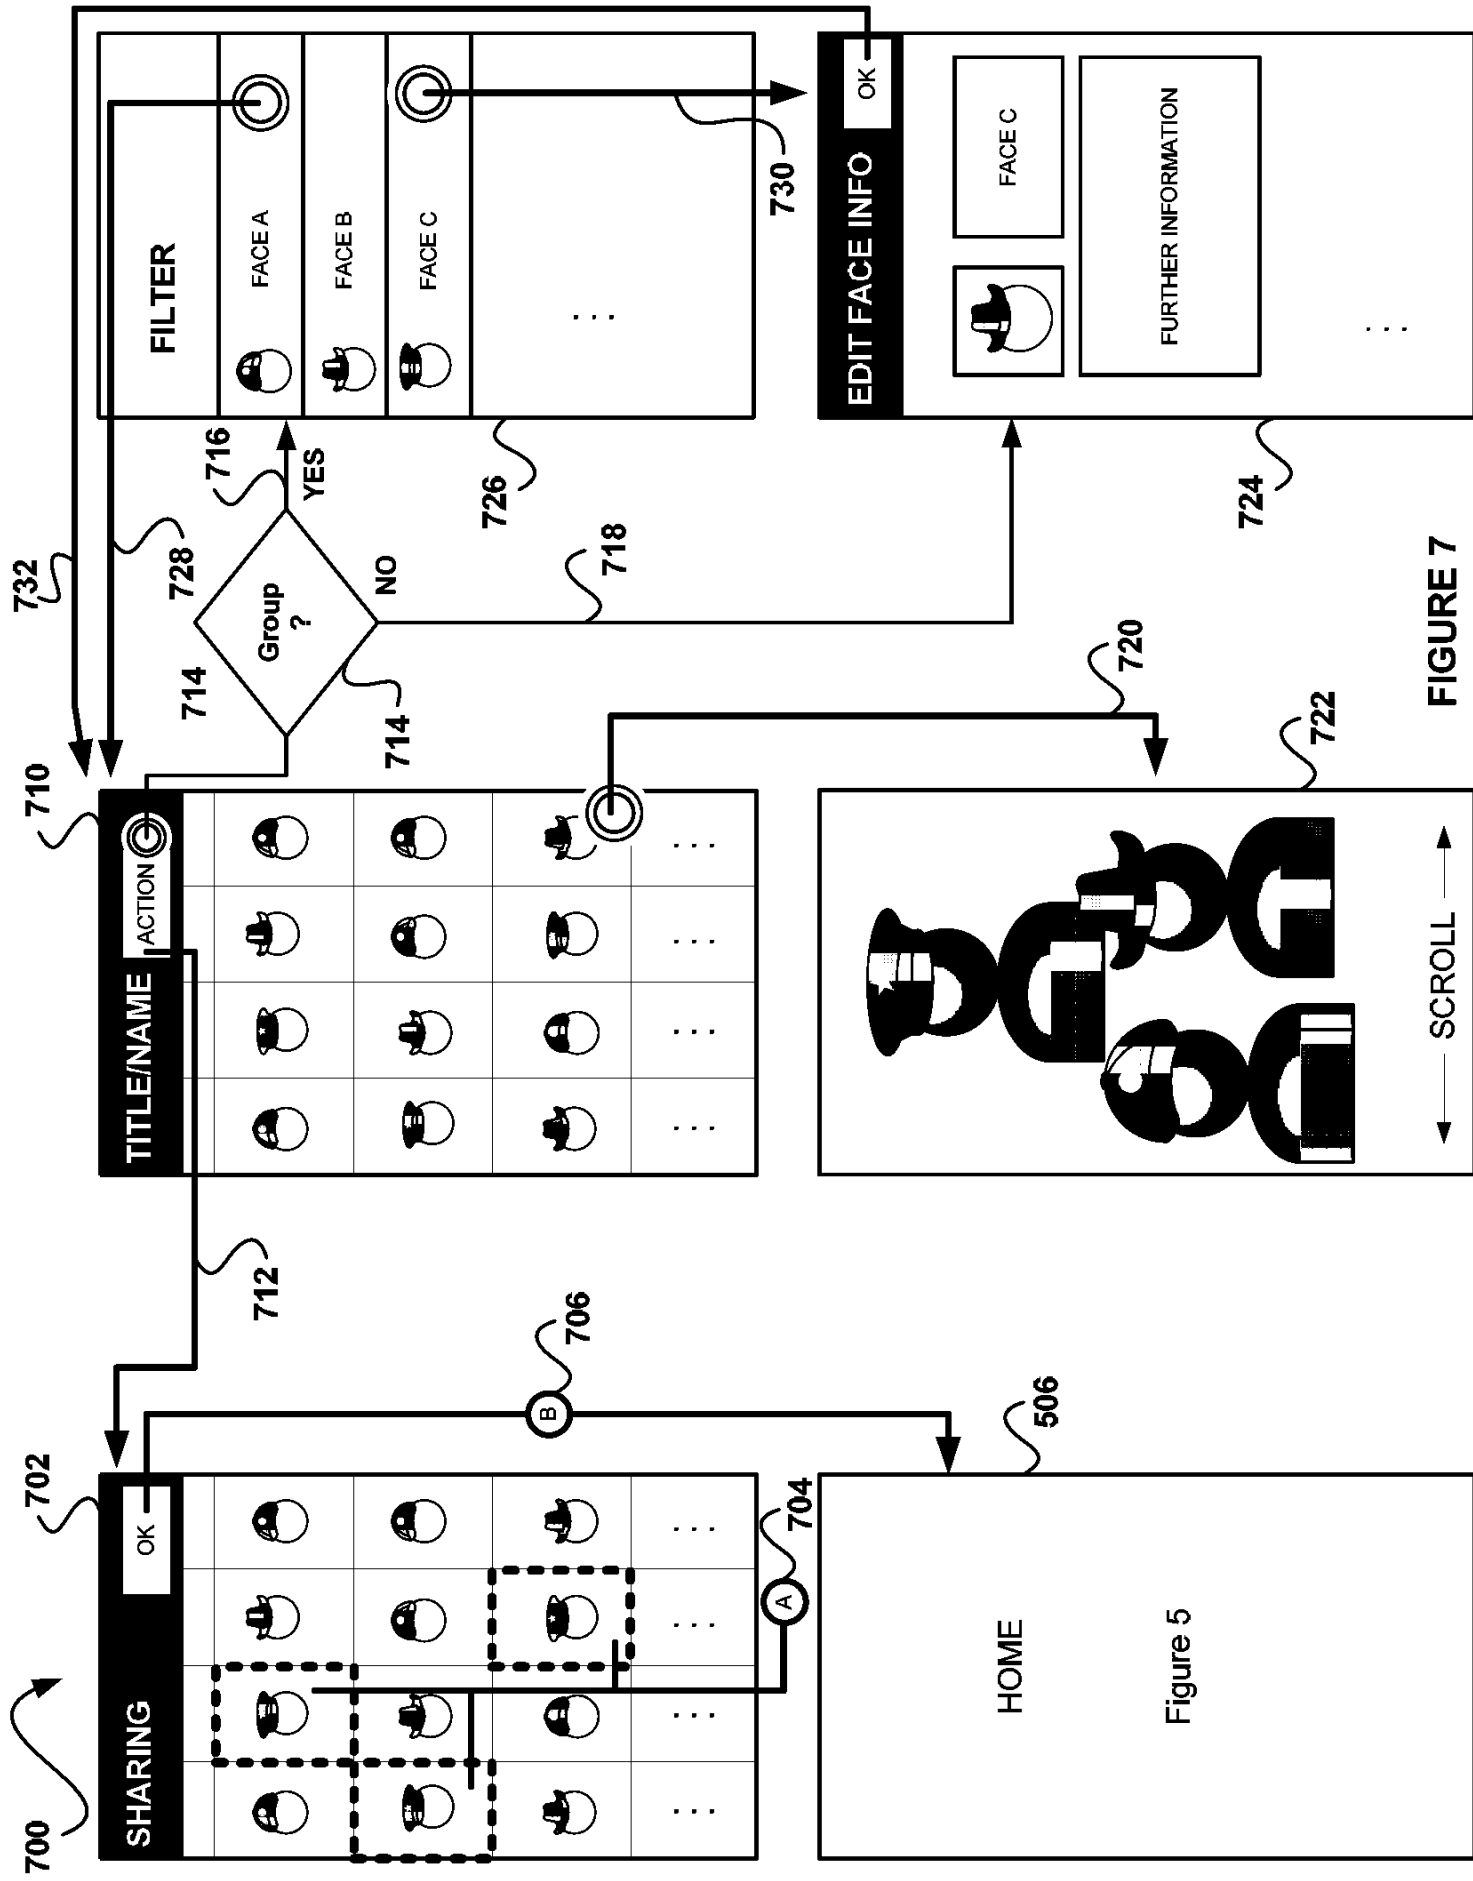 700
702
SHARING
OK
. . .
. . .
. . .
. . .
A
704
B
706
HOME
Figure 5
506
712
710
TITLE/NAME
ACTION
. . .
. . .
. . .
. . .
SCROLL
722
720
714
Group
?
714
YES
716
NO
718
728
732
FILTER
FACE A
FACE B
FACE C
. . .
726
730
EDIT FACE INFO
OK
FACE C
FURTHER INFORMATION
. . .
724
FIGURE 7